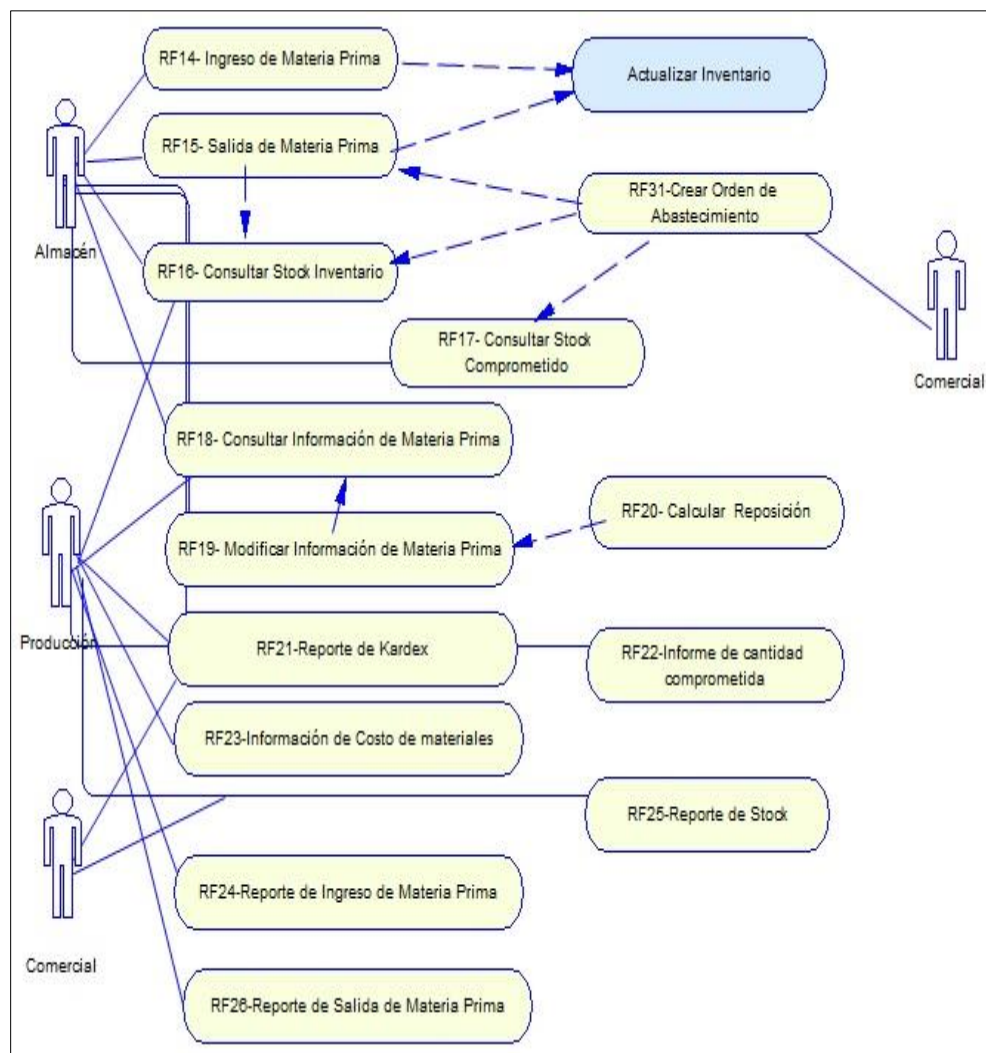 RF14- Ingreso de Materia Prima
Actualizar Inventario
RF15- Salida de Materia Prima
RF31-Crear Orden de
Abastecimiento
Almacén
RF16- Consultar Stock Inventario
RF17- Consultar Stock
Comprometido
Comercial
RF18- Consultar Información de Materia Prima
RF20- Calcular Reposición
RF19- Modificar Información de Materia Prima
Producción
RF21-Reporte de Kardex
RF22-Informe de cantidad
comprometida
RF23-Información de Costo de materiales
RF25-Reporte de Stock
RF24-Reporte de Ingreso de Materia Prima
Comercial
RF26-Reporte de Salida de Materia Prima